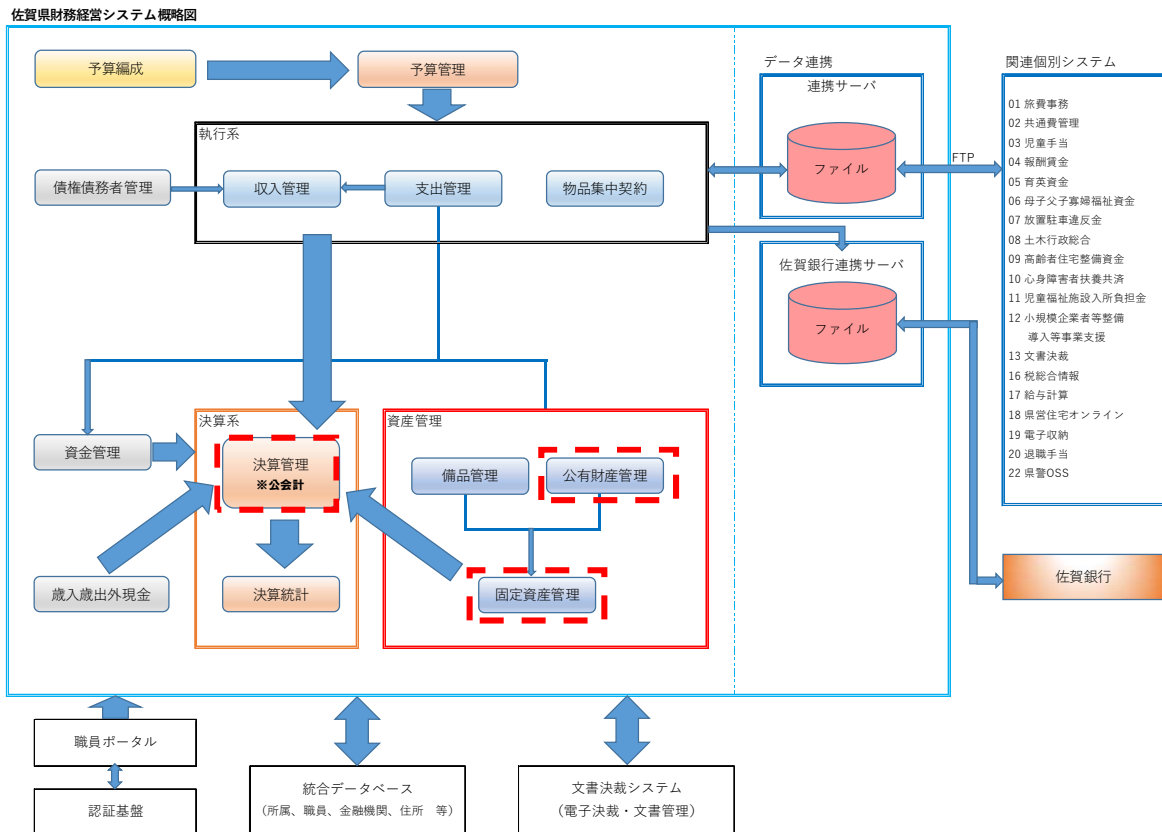 佐賀県財務経営システム概略図
予算編成
予算管理
執行系
債権債務者管理
収入管理
支出管理
物品集中契約
データ連携
連携サーバ
ファイル
FTP
佐賀銀行連携サーバ
ファイル
関連個別システム
01 旅費事務
02 共通費管理
03 児童手当
04 報酬賃金
05 育英資金
06 母子父子寡婦福祉資金
07 放置駐車違反金
08 土木行政総合
09 高齢者住宅整備資金
10 心身障害者扶養共済
11 児童福祉施設入所負担金
12 小規模企業者等整備
導入等事業支援
13 文書決裁
16 税総合情報
17 給与計算
18 県営住宅オンライン
19 電子収納
20 退職手当
22 県警OSS
佐賀銀行
資金管理
歳入歳出外現金
決算系
決算管理
※公会計
決算統計
資産管理
備品管理
公有財産管理
固定資産管理
職員ポータル
認証基盤
統合データベース
(所属、職員、金融機関、住所　等)
文書決裁システム
(電子決裁・文書管理)